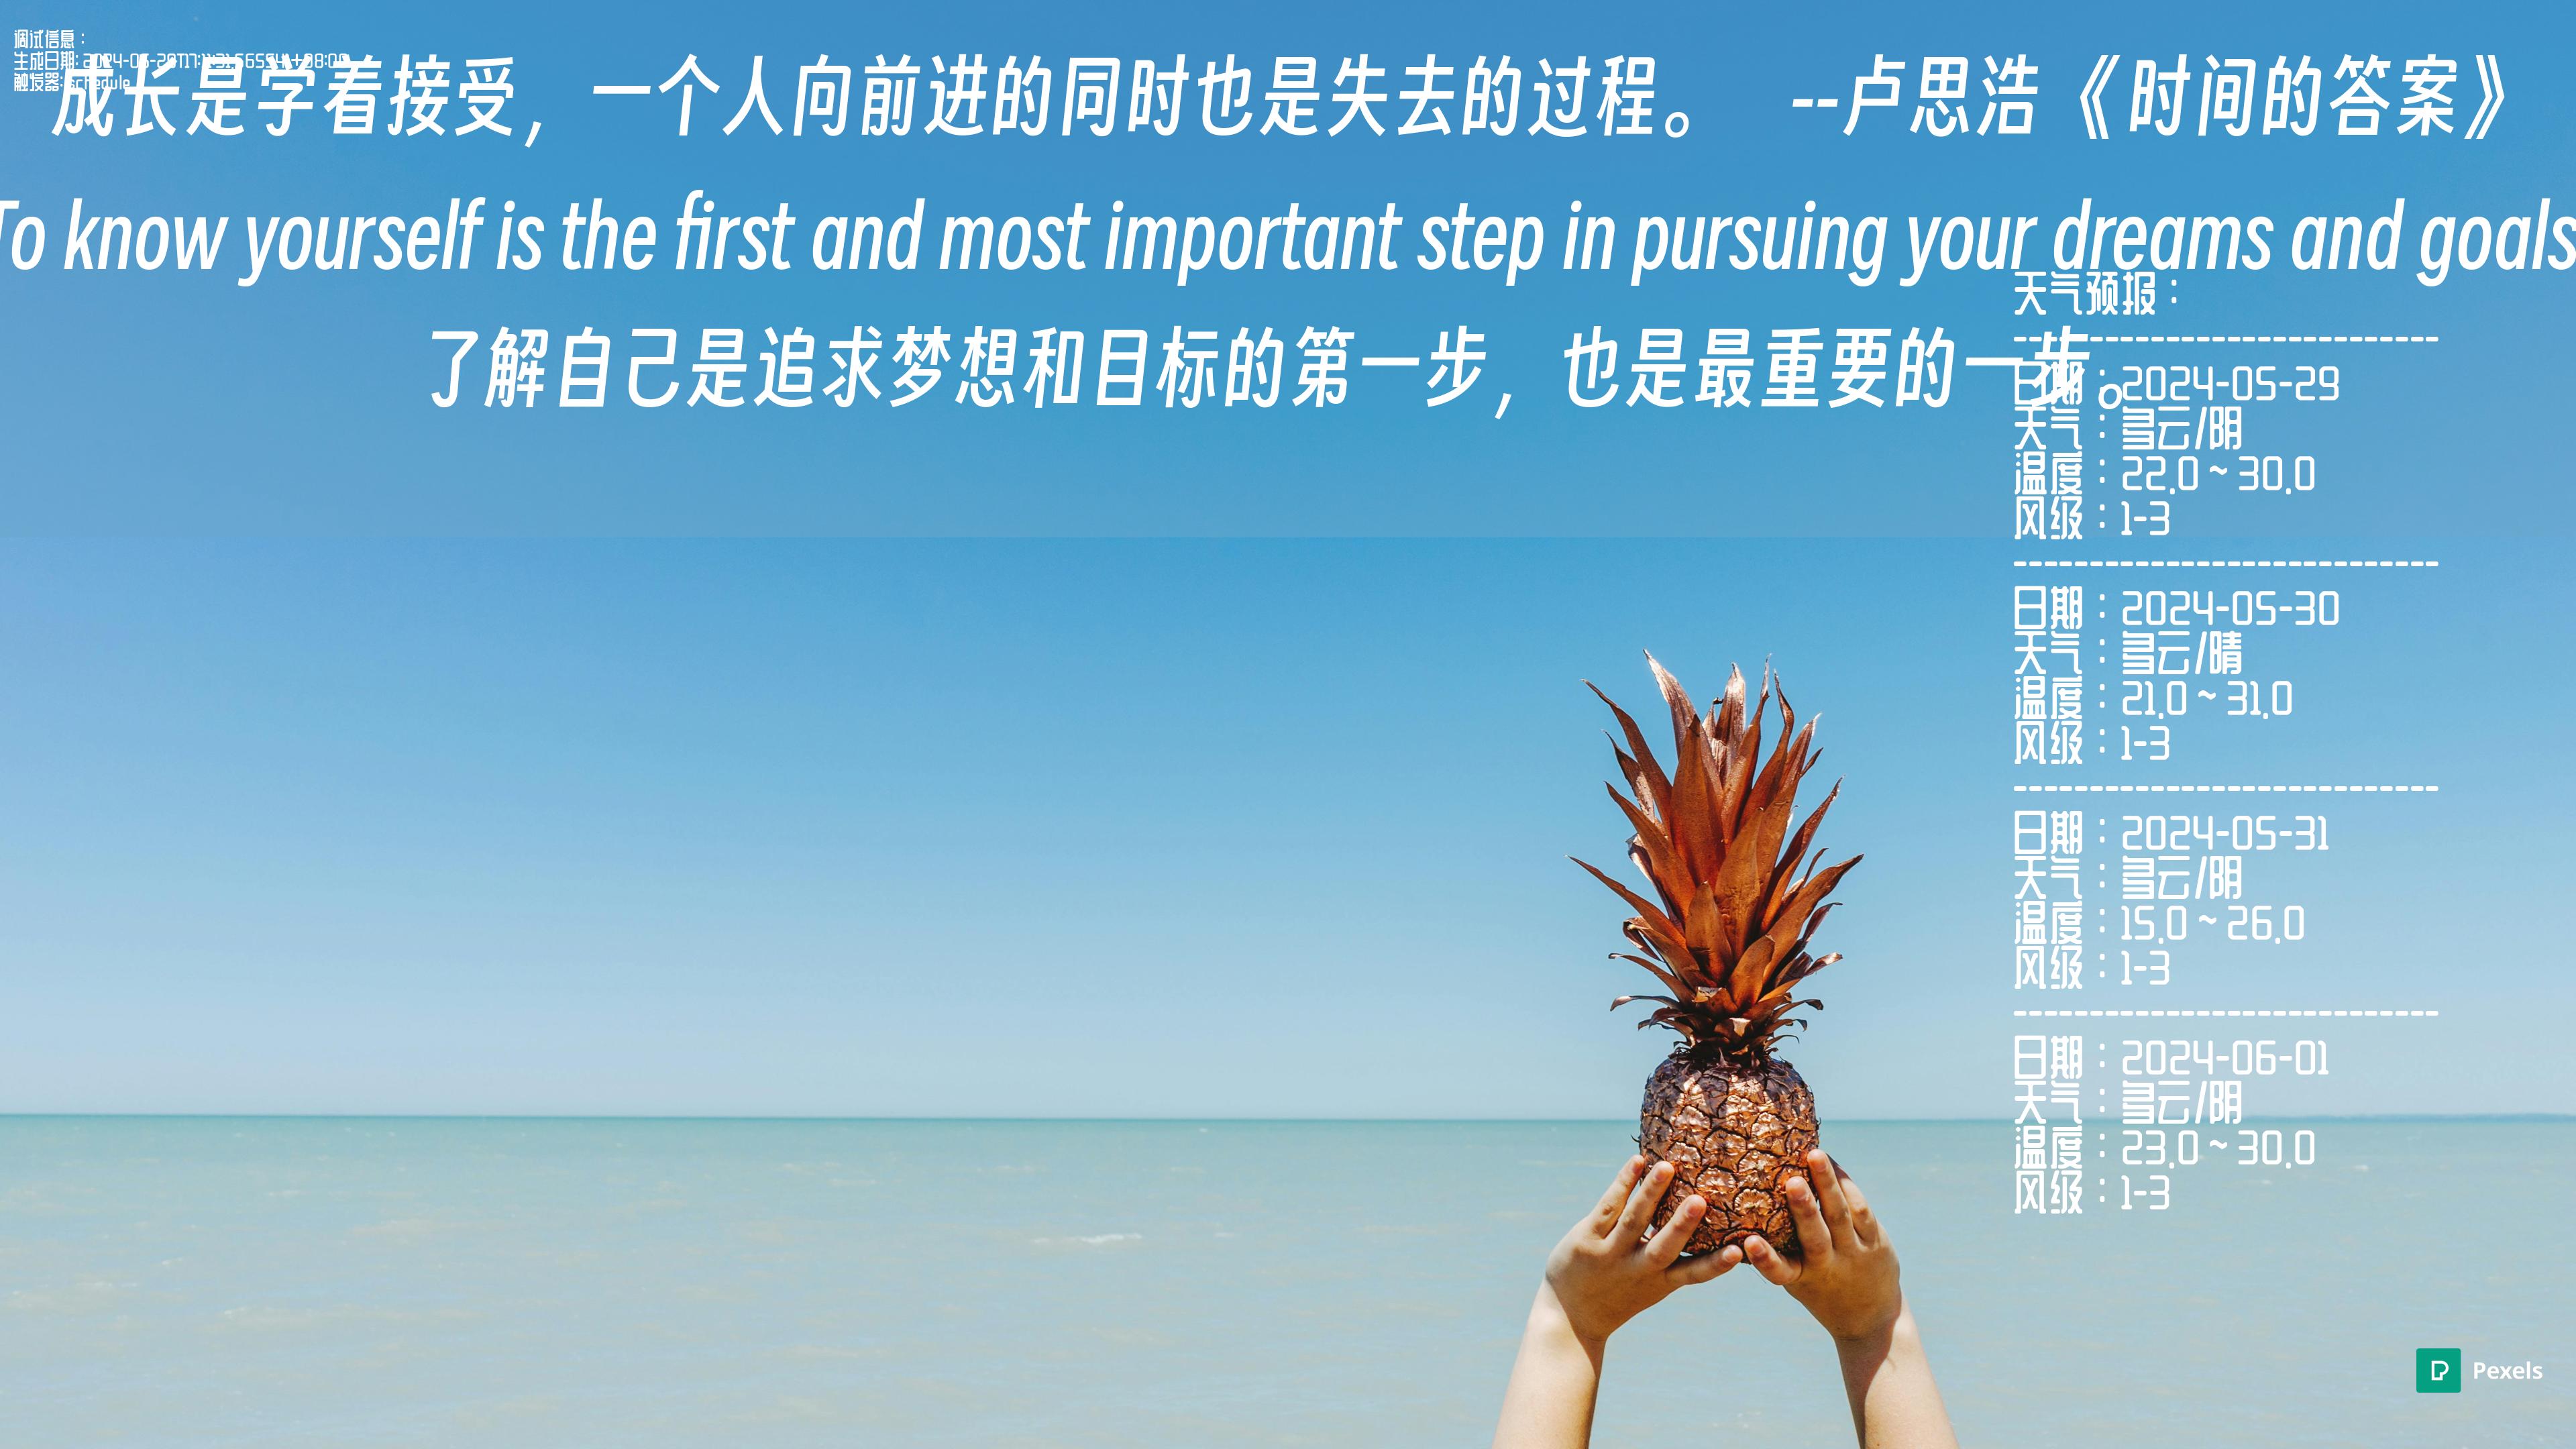 调试信息：
生成日期:
触发器: schedule
成长是学着接受，一个人向前进的同时也是失去的过程。 --卢思浩《时间的答案》
To know yourself is the first and most important step in pursuing your dreams and goals
了解自己是追求梦想和目标的第一步，也是最重要的一步。
天气预报：
----------------------------
日期：2024-05-29
天气：多云/阴
温度：22.0 ~ 30.0
风级：1-3
----------------------------
日期：2024-05-30
天气：多云/晴
温度：21.0 ~ 31.0
风级：1-3
----------------------------
日期：2024-05-31
天气：多云/阴
温度：15.0 ~ 26.0
风级：1-3
----------------------------
日期：2024-06-01
天气：多云/阴
温度：23.0 ~ 30.0
风级：1-3
Pexels